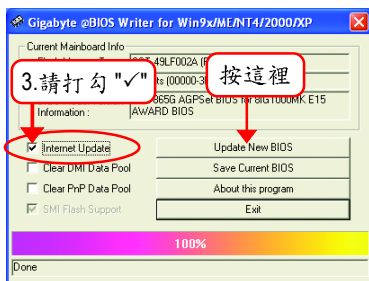 Gigabyte @BIOS Writer for Win9x/ME/NT4/2000/XP
Current Mainboard Info
49LF002A
3.請打勾"✓"
按這裡
865G AGPSet BIOS for 8IG1000MK E15
Information :
AWARD BIOS
Internet Update
Update New BIOS
Clear DMI Data Pool
Save Current BIOS
Clear PnP Data Pool
About this program
SMI Flash Support
Exit
100%
Done